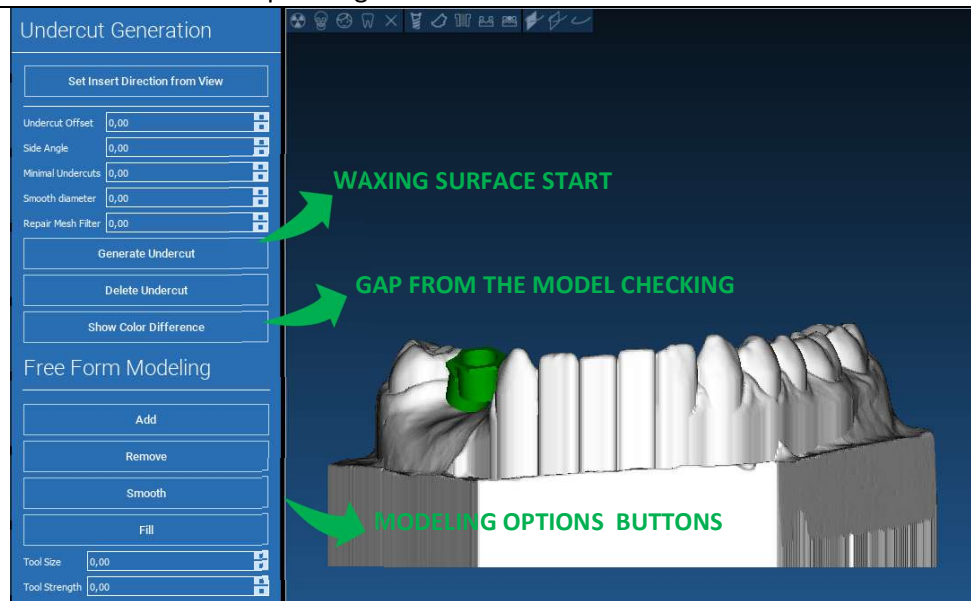 Undercut Generation
Set Insert Direction from View
Undercut Offset 0,00
Side Angle 0,00
Minimal Undercuts 0,00
Smooth diameter 0,00
Repair Mesh Filter 0,00
WAXING SURFACE START
Generate Undercut
Delete Undercut
GAP FROM THE MODEL CHECKING
Show Color Difference
Free Form Modeling
Add
Remove
Smooth
MODELING OPTIONS BUTTONS
Fill
Tool Size 0,00
Tool Strength 0,00